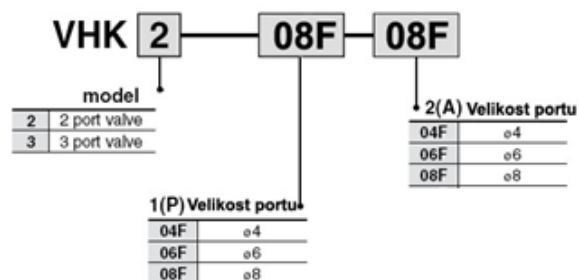 VHK 2 08F 08F
model
2 2 port valve
3 3 port valve
2(A) Velikost portu
04F ø4
06F ø6
08F ø8
1(P) Velikost portu
04F ø4
06F ø6
08F ø8